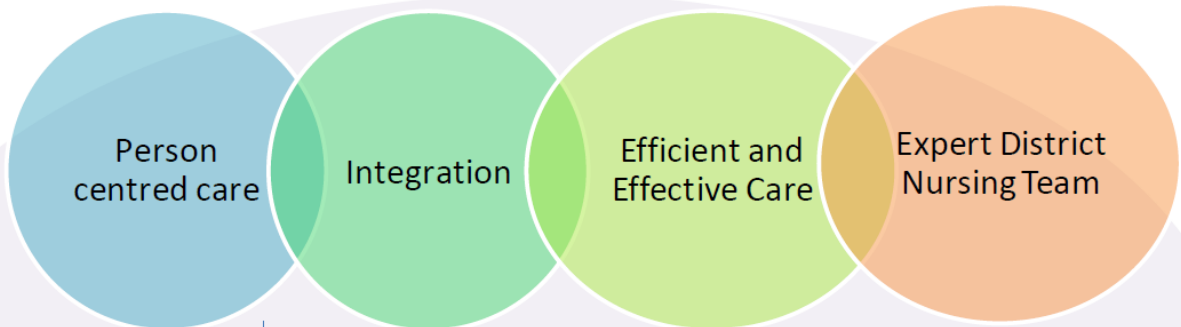 Person
centred care
Integration
Efficient and
Effective Care
Expert District
Nursing Team